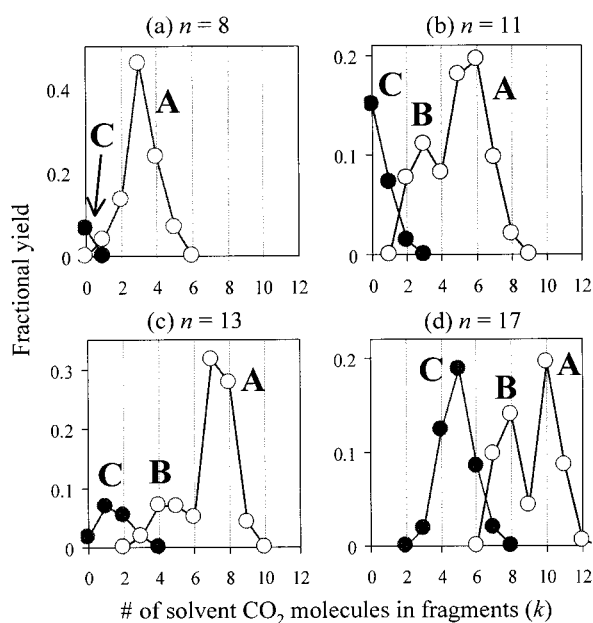 (a) n = 8
0.4
0.2
0
C
A
0 2 4 6 8 10 12
(b) n = 11
0.2
0.1
0
C
B
A
0 2 4 6 8 10 12
Fractional yield
(c) n = 13
0.3
0.2
0.1
0
C
B
A
0 2 4 6 8 10 12
(d) n = 17
0.2
0.1
0
C
B
A
0 2 4 6 8 10 12
# of solvent CO₂ molecules in fragments (k)